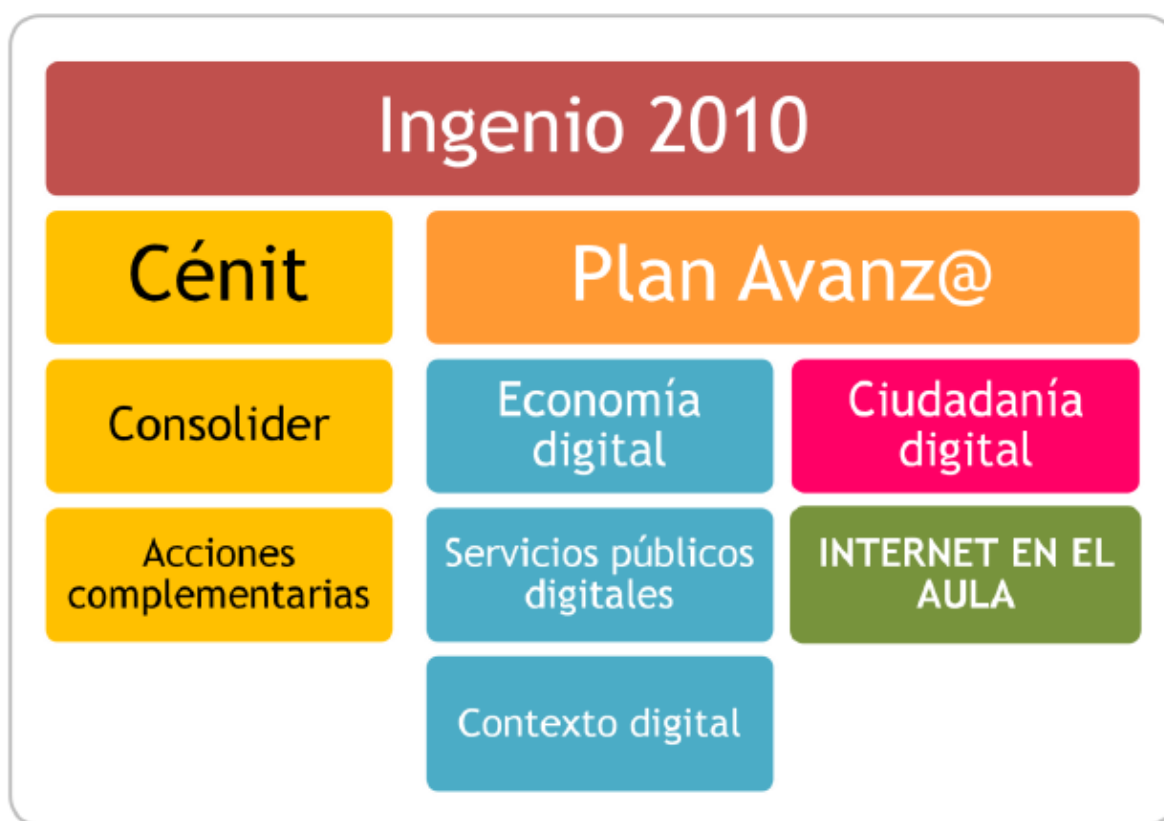 Ingenio 2010
Cénit
Plan Avanz@
Consolider
Economía
digital
Ciudadanía
digital
Acciones
complementarias
Servicios públicos
digitales
INTERNET EN EL
AULA
Contexto digital